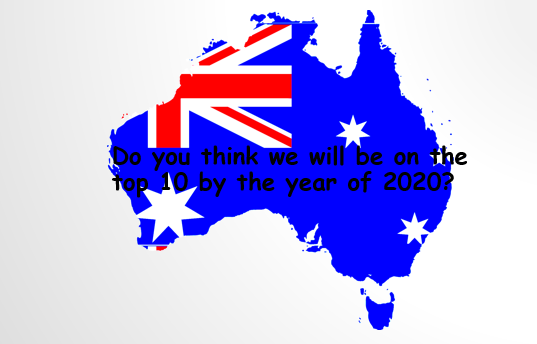 Do you think we will be on the
top 10 by the year of 2020?